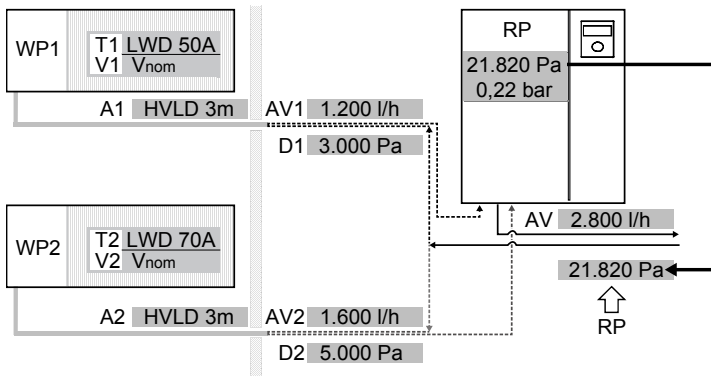 WP1
T1 LWD 50A
V1 Vnom
A1 HVLD 3m
AV1 1.200 l/h
D1 3.000 Pa
RP
21.820 Pa
0,22 bar
AV 2.800 l/h
21.820 Pa
RP
WP2
T2 LWD 70A
V2 Vnom
A2 HVLD 3m
AV2 1.600 l/h
D2 5.000 Pa